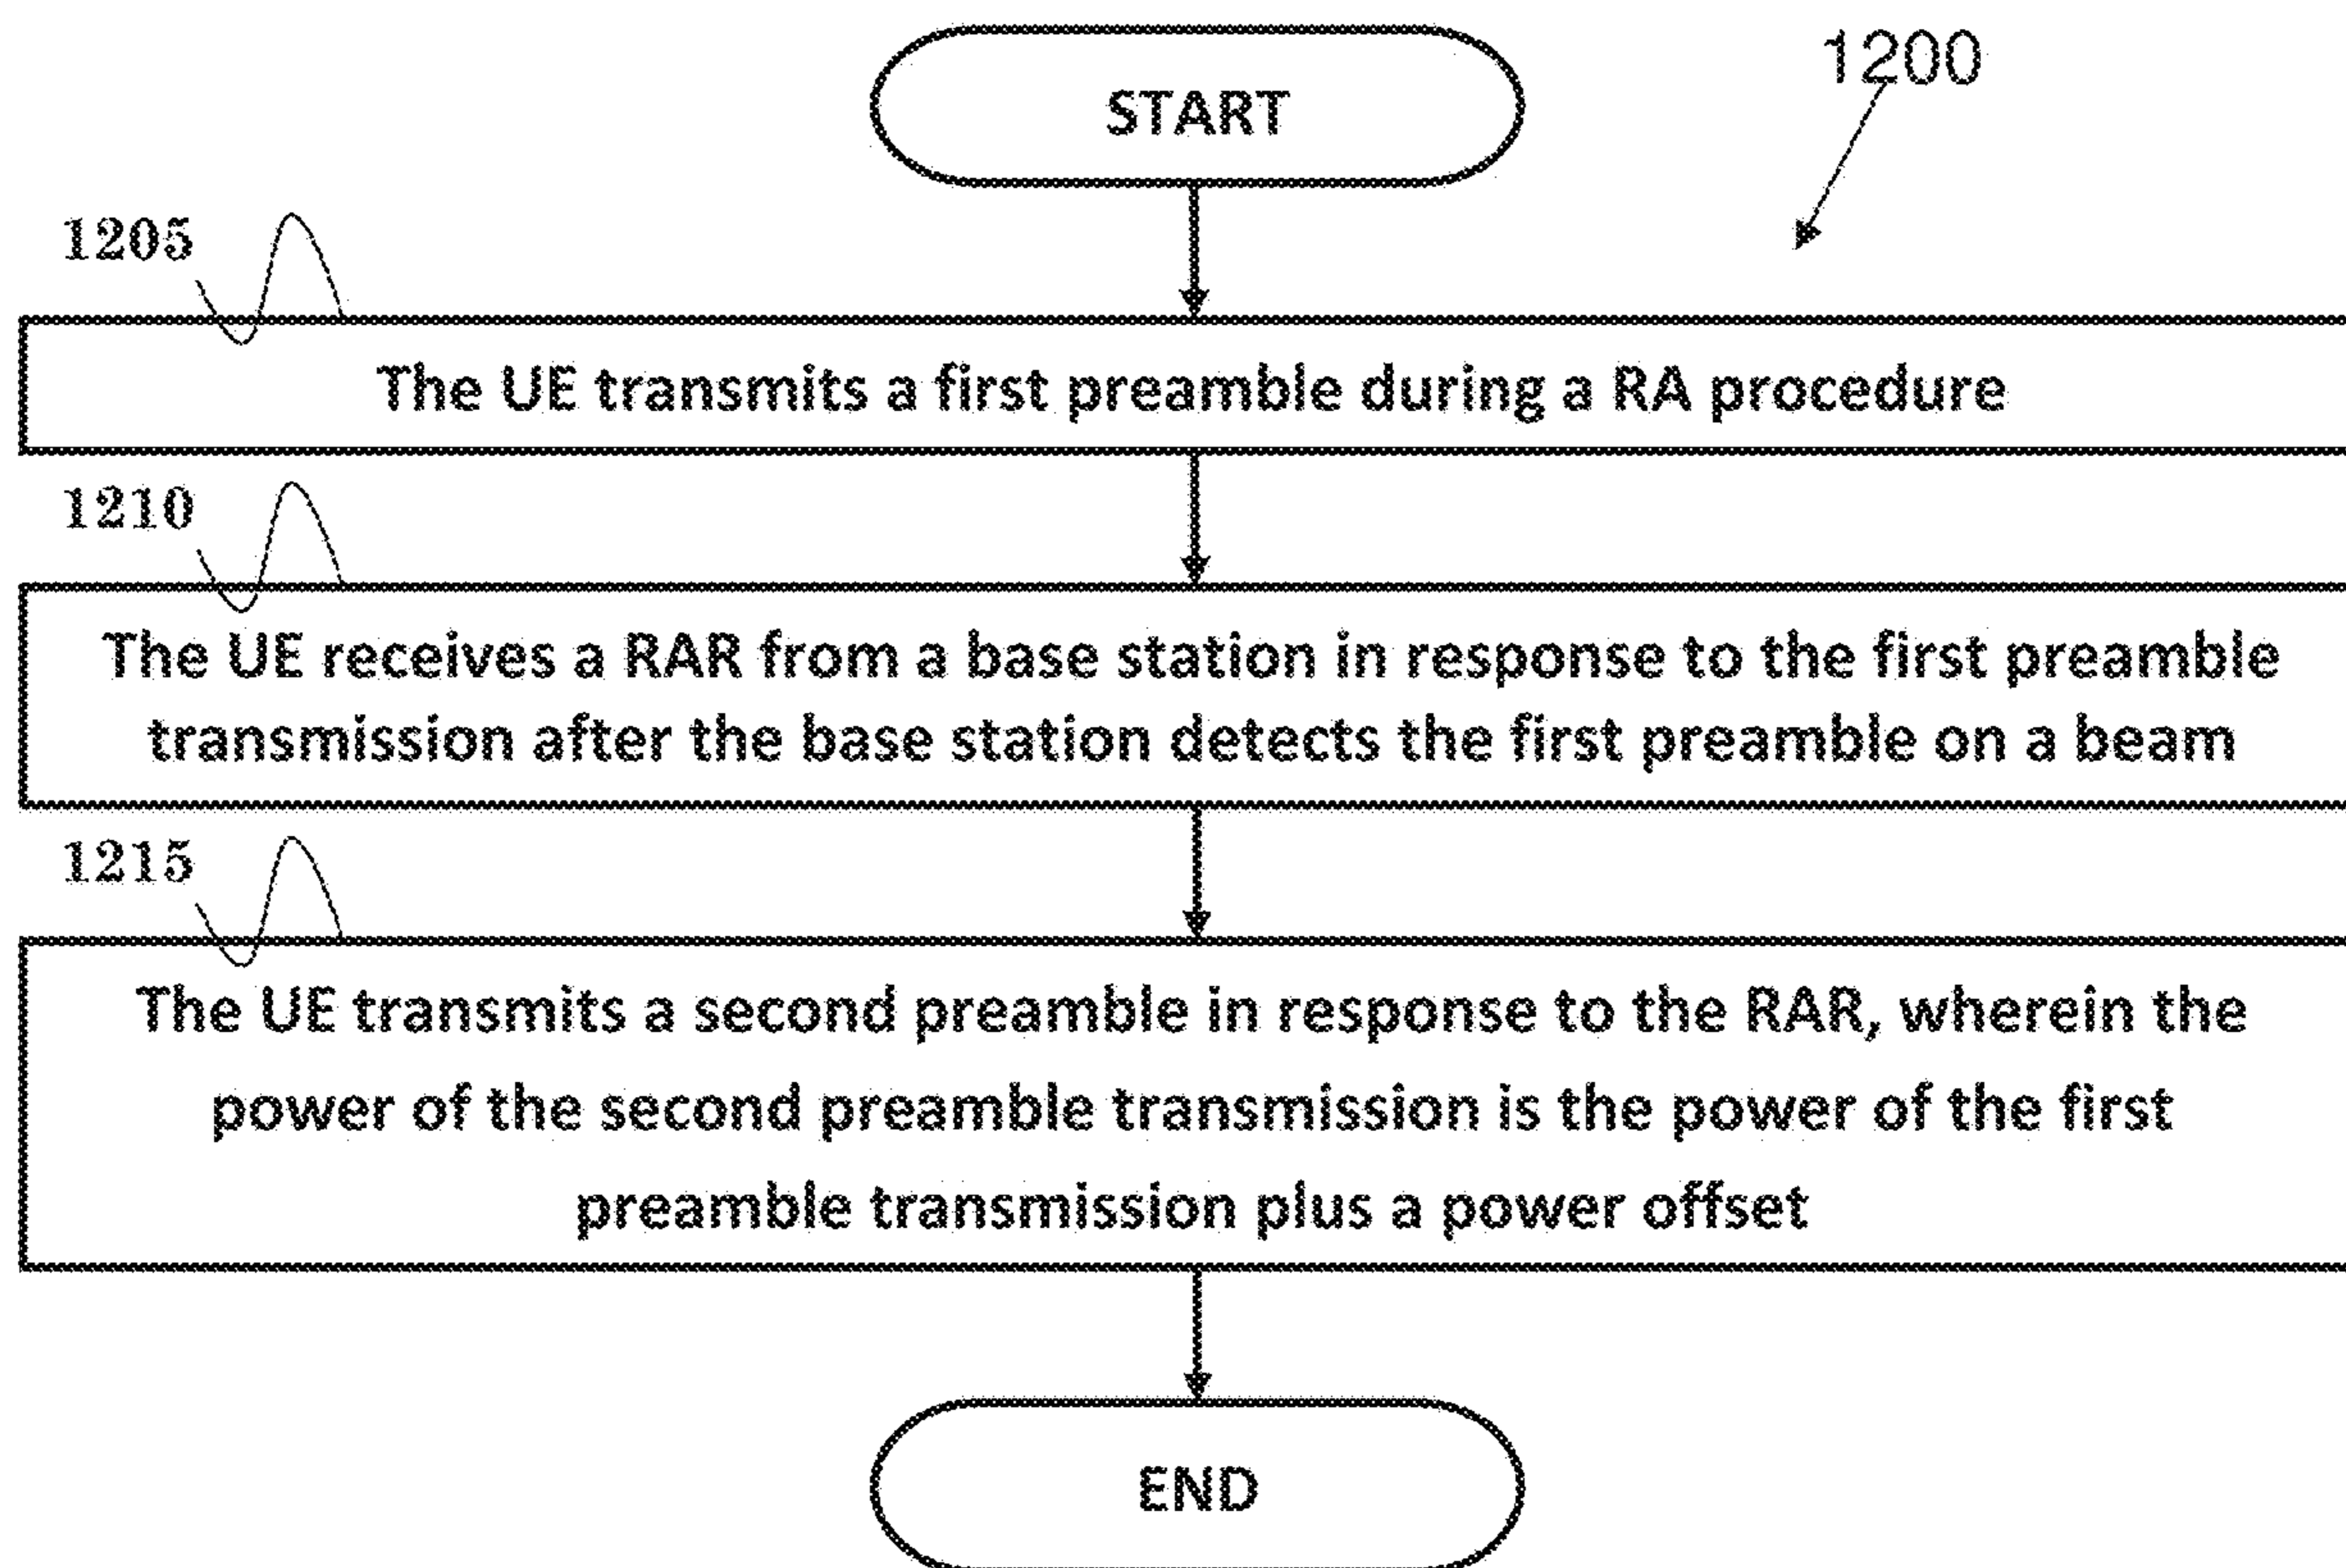 START
1200
1205
The UE transmits a first preamble during a RA procedure
1210
The UE receives a RAR from a base station in response to the first preamble
transmission after the base station detects the first preamble on a beam
1215
The UE transmits a second preamble in response to the RAR, wherein the
power of the second preamble transmission is the power of the first
preamble transmission plus a power offset
END